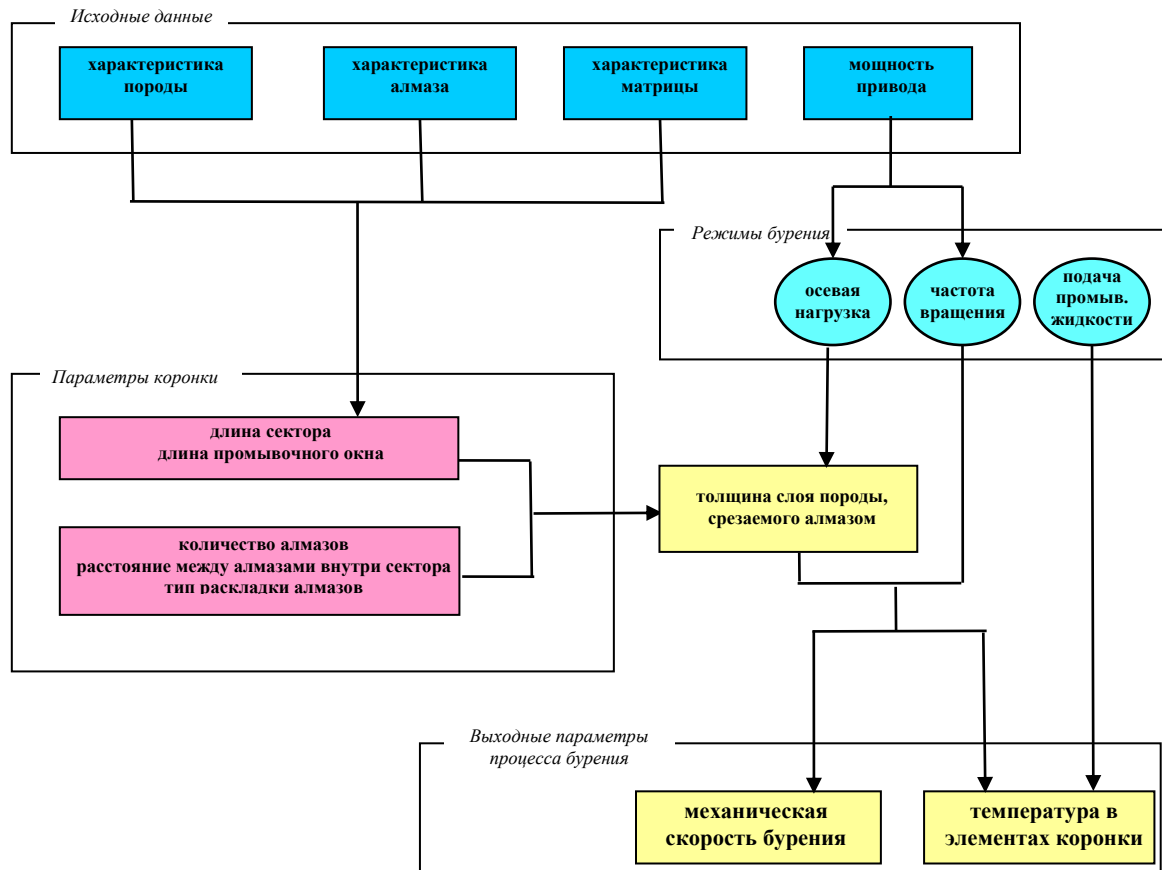 Исходные данные
характеристика
породы
характеристика
алмаза
характеристика
матрицы
мощность
привода
Режимы бурения
осевая
нагрузка
частота
вращения
подача
промыв.
жидкости
Параметры коронки
длина сектора
длина промывочного окна
количество алмазов
расстояние между алмазами внутри сектора
тип раскладки алмазов
толщина слоя породы,
срезаемого алмазом
Выходные параметры
процесса бурения
механическая
скорость бурения
температура в
элементах коронки